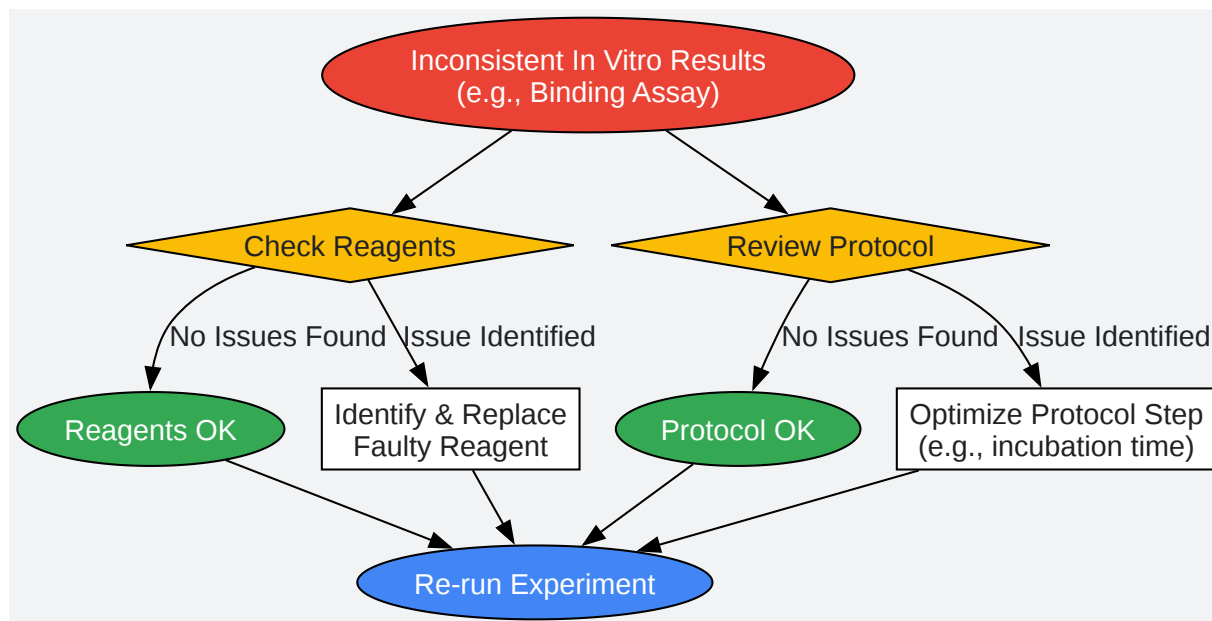 Inconsistent In Vitro Results
(e.g., Binding Assay)
Check Reagents
Review Protocol
No Issues Found
Issue Identified
No Issues Found
Issue Identified
Reagents OK
Identify & Replace
Faulty Reagent
Protocol OK
Optimize Protocol Step
(e.g., incubation time)
Re-run Experiment